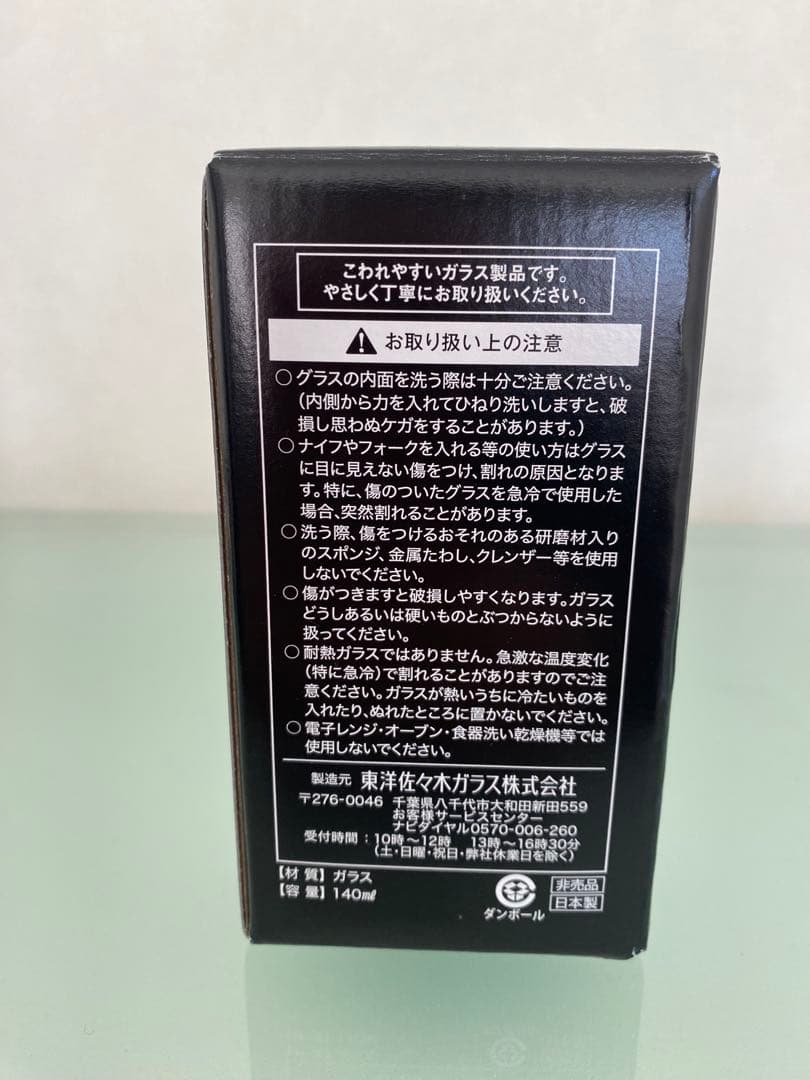 こわれやすいガラス製品です。
やさしく丁寧にお取り扱いください。
お取り扱い上の注意
○グラスの内面を洗う際は十分ご注意ください。
(内側から力を入れてひねり洗いしますと、破
損し思わぬケガをすることがあります。)
○ナイフやフォークを入れる等の使い方はグラス
に目に見えない傷をつけ、割れの原因となりま
す。特に、傷のついたグラスを急冷で使用した
場合、突然割れることがあります。
○洗う際、傷をつけるおそれのある研磨材入り
のスポンジ、金属たわし、クレンザー等を使用
しないでください。
○傷がつきますと破損しやすくなります。ガラス
どうしあるいは硬いものとぶつからないように
扱ってください。
○耐熱ガラスではありません。急激な温度変化
(特に急冷)で割れることがありますのでご注
意ください。ガラスが熱いうちに冷たいものを
入れたり、ぬれたところに置かないでください。
○電子レンジ・オーブン・食器洗い乾燥機等では
使用しないでください。
製造元 東洋佐々木ガラス株式会社
〒276-0046 千葉県八千代市大和田新田559
お客様サービスセンター
ナビダイヤル0570-006-260
受付時間:10時~12時 13時~16時30分
(土・日曜・祝日・弊社休業日を除く)
【材 質】ガラス
【容 量】140ml
ダンボール
非売品
日本製